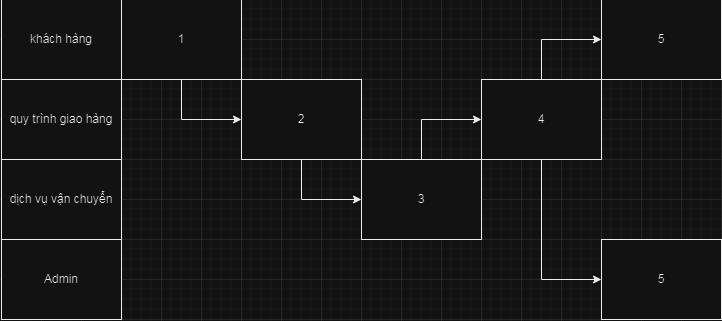 khách hàng
1
5
quy trình giao hàng
2
4
dịch vụ vận chuyển
3
Admin
5